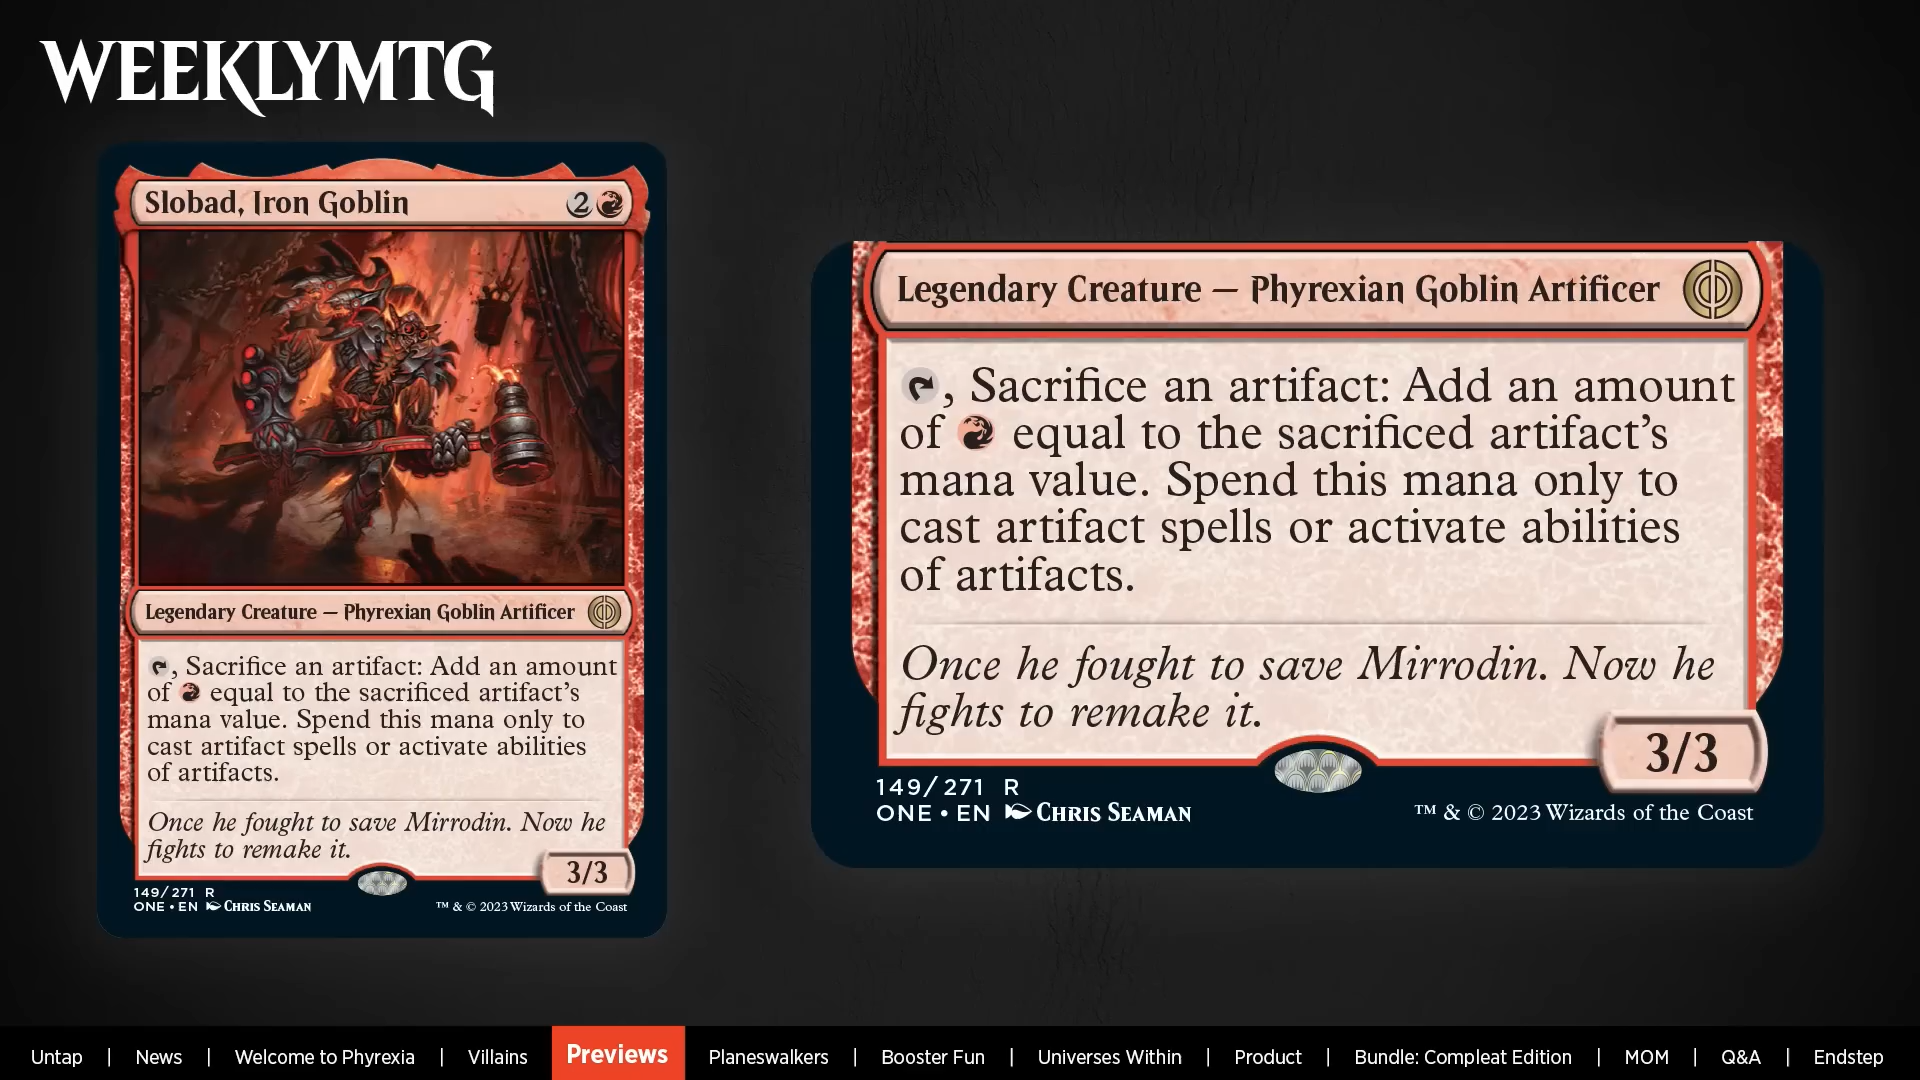 WEEKLYMTG
Slobad, Iron Goblin 2
Legendary Creature — Phyrexian Goblin Artificer
, Sacrifice an artifact: Add an amount
of equal to the sacrificed artifact's
mana value. Spend this mana only to
cast artifact spells or activate abilities
of artifacts.
Once he fought to save Mirrodin. Now he
fights to remake it.
3/3
149/271 R
ONE • EN Chris Seaman
™ & © 2023 Wizards of the Coast
Legendary Creature — Phyrexian Goblin Artificer
, Sacrifice an artifact: Add an amount
of equal to the sacrificed artifact's
mana value. Spend this mana only to
cast artifact spells or activate abilities
of artifacts.
Once he fought to save Mirrodin. Now he
fights to remake it.
3/3
149/271 R
ONE • EN Chris Seaman
™ & © 2023 Wizards of the Coast
Untap | News | Welcome to Phyrexia | Villains Previews Planeswalkers | Booster Fun | Universes Within | Product | Bundle: Compleat Edition | MOM | Q&A | Endstep